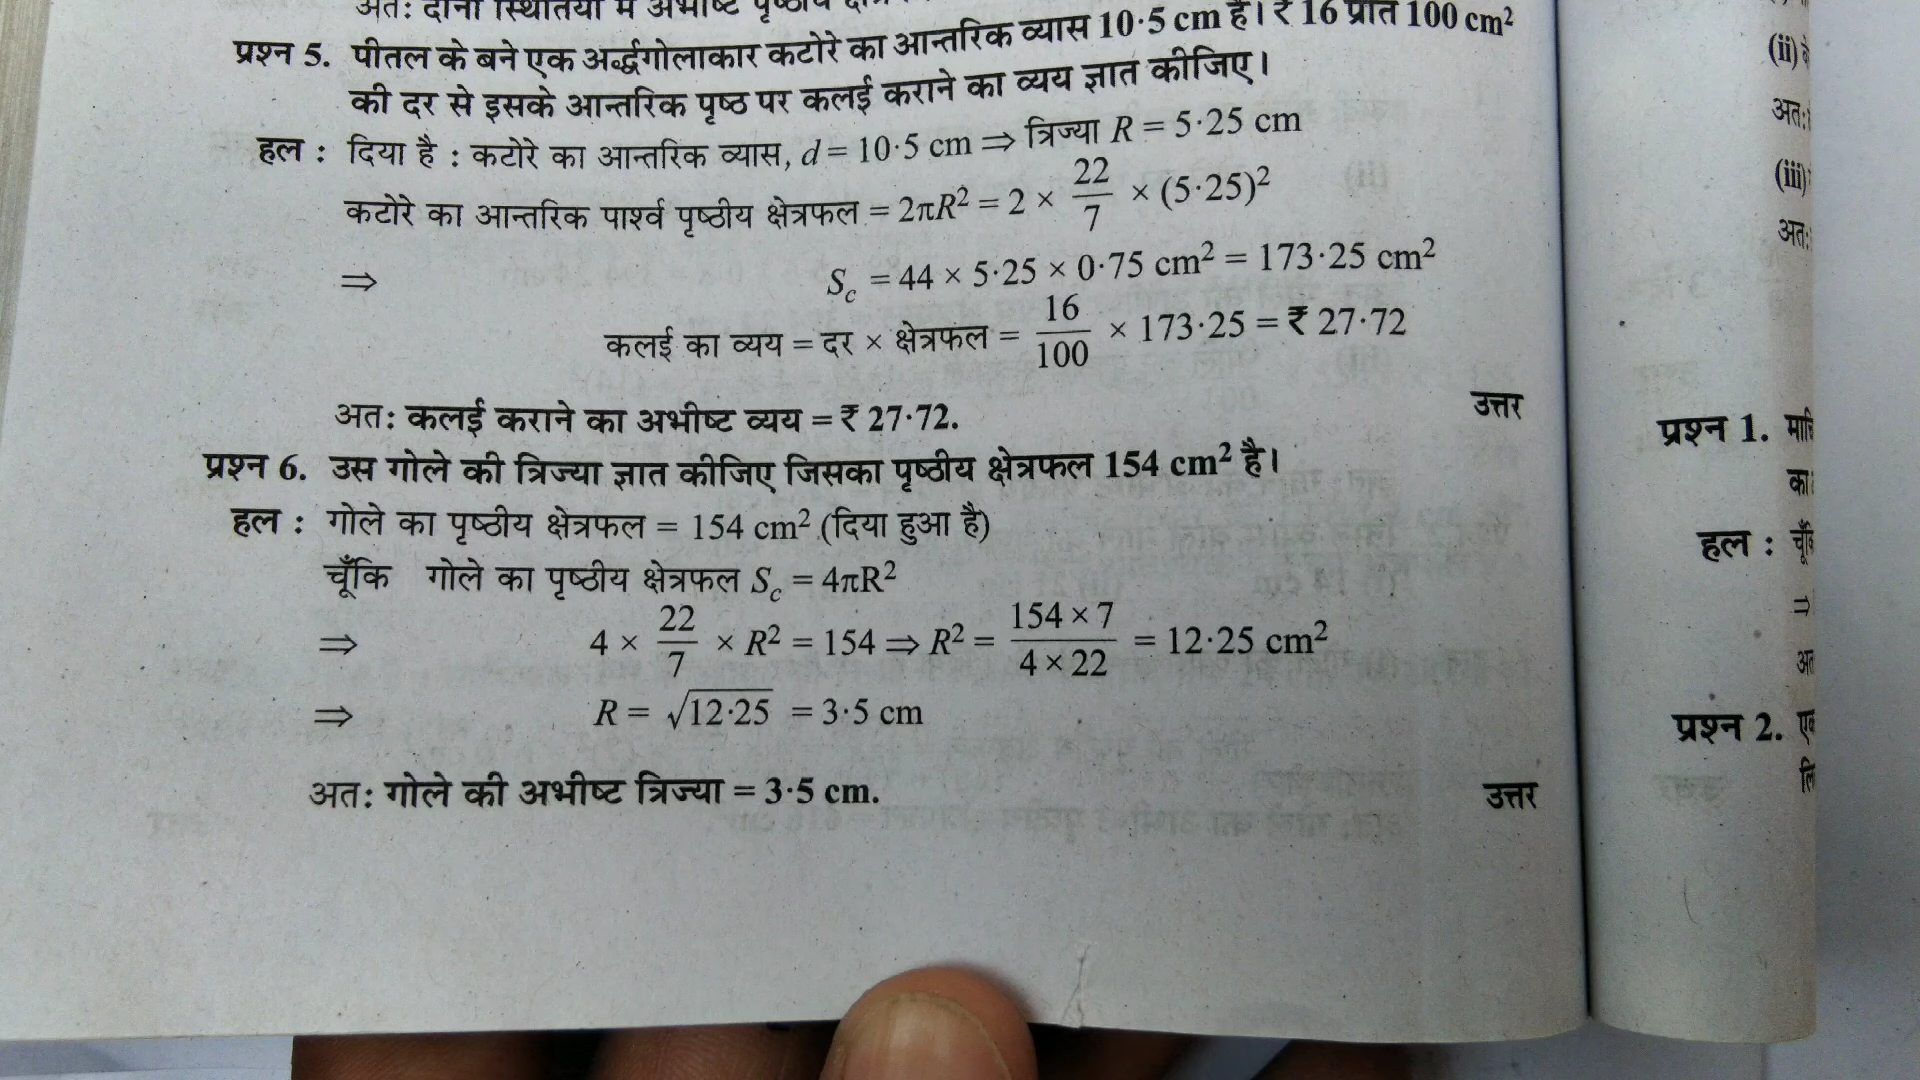 अतः दोनों स्थितियों में अभीष्ट पृष्ठीय
प्रश्न 5. पीतल के बने एक अर्द्धगोलाकार कटोरे का आन्तरिक व्यास 10·5 cm है। ₹ 16 प्रति 100 cm²
की दर से इसके आन्तरिक पृष्ठ पर कलई कराने का व्यय ज्ञात कीजिए।
हल : दिया है : कटोरे का आन्तरिक व्यास, d = 10·5 cm ⇒ त्रिज्या R = 5·25 cm
कटोरे का आन्तरिक पार्श्व पृष्ठीय क्षेत्रफल = 2πR² = 2 × 22/7 × (5·25)²
⇒ S_c = 44 × 5·25 × 0·75 cm² = 173·25 cm²
कलई का व्यय = दर × क्षेत्रफल = 16/100 × 173·25 = ₹ 27·72
अतः कलई कराने का अभीष्ट व्यय = ₹ 27·72. उत्तर
प्रश्न 6. उस गोले की त्रिज्या ज्ञात कीजिए जिसका पृष्ठीय क्षेत्रफल 154 cm² है।
हल : गोले का पृष्ठीय क्षेत्रफल = 154 cm² (दिया हुआ है)
चूँकि गोले का पृष्ठीय क्षेत्रफल S_c = 4πR²
⇒ 4 × 22/7 × R² = 154 ⇒ R² = (154 × 7)/(4 × 22) = 12·25 cm²
⇒ R = √12·25 = 3·5 cm
अतः गोले की अभीष्ट त्रिज्या = 3·5 cm. उत्तर
(ii)
अतः
(iii)
अतः
प्रश्न 1.
का
हल :
⇒
प्रश्न 2.